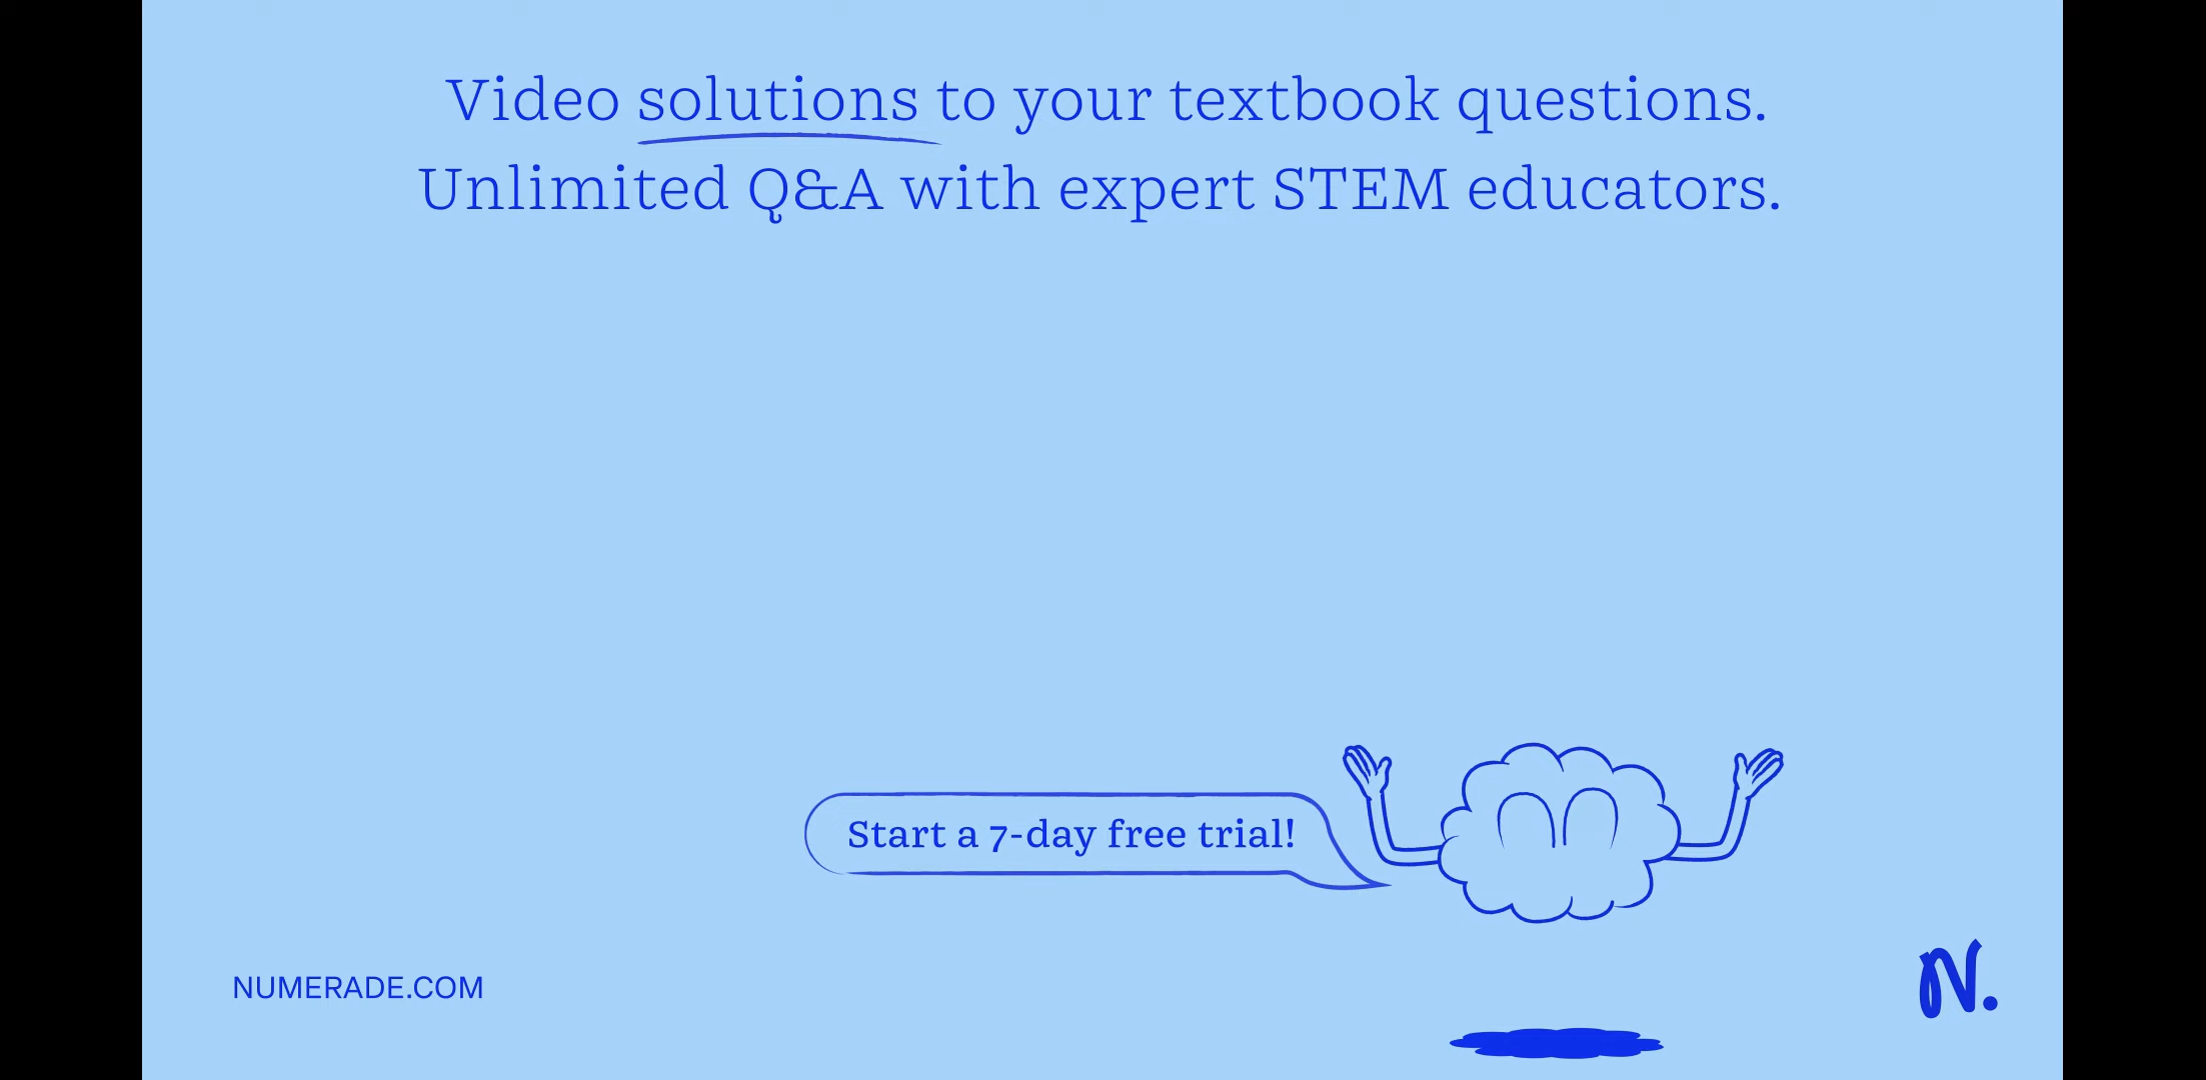 Video solutions to your textbook questions.
Unlimited Q&A with expert STEM educators.
Start a 7-day free trial!
NUMERADE.COM
N.